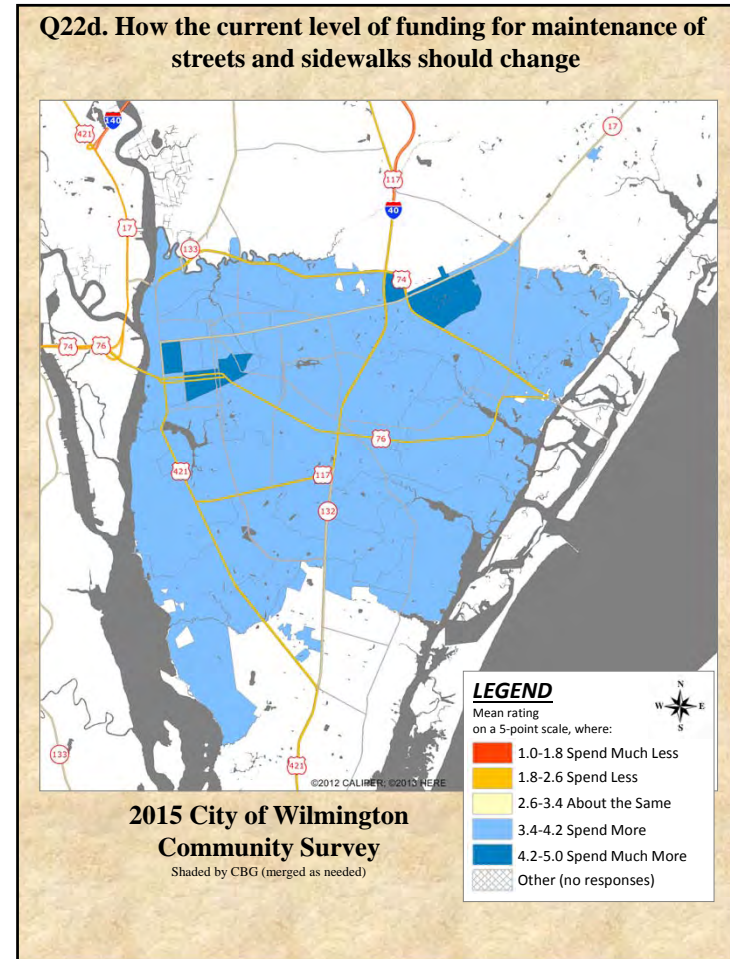 Q22d. How the current level of funding for maintenance of
streets and sidewalks should change
140
421
17
117
40
17
133
74
74
76
76
421
117
132
133
421
©2012 CALIPER; ©2013 HERE
LEGEND
Mean rating
on a 5-point scale, where:
N
W E
S
1.0-1.8 Spend Much Less
1.8-2.6 Spend Less
2.6-3.4 About the Same
3.4-4.2 Spend More
4.2-5.0 Spend Much More
Other (no responses)
2015 City of Wilmington
Community Survey
Shaded by CBG (merged as needed)